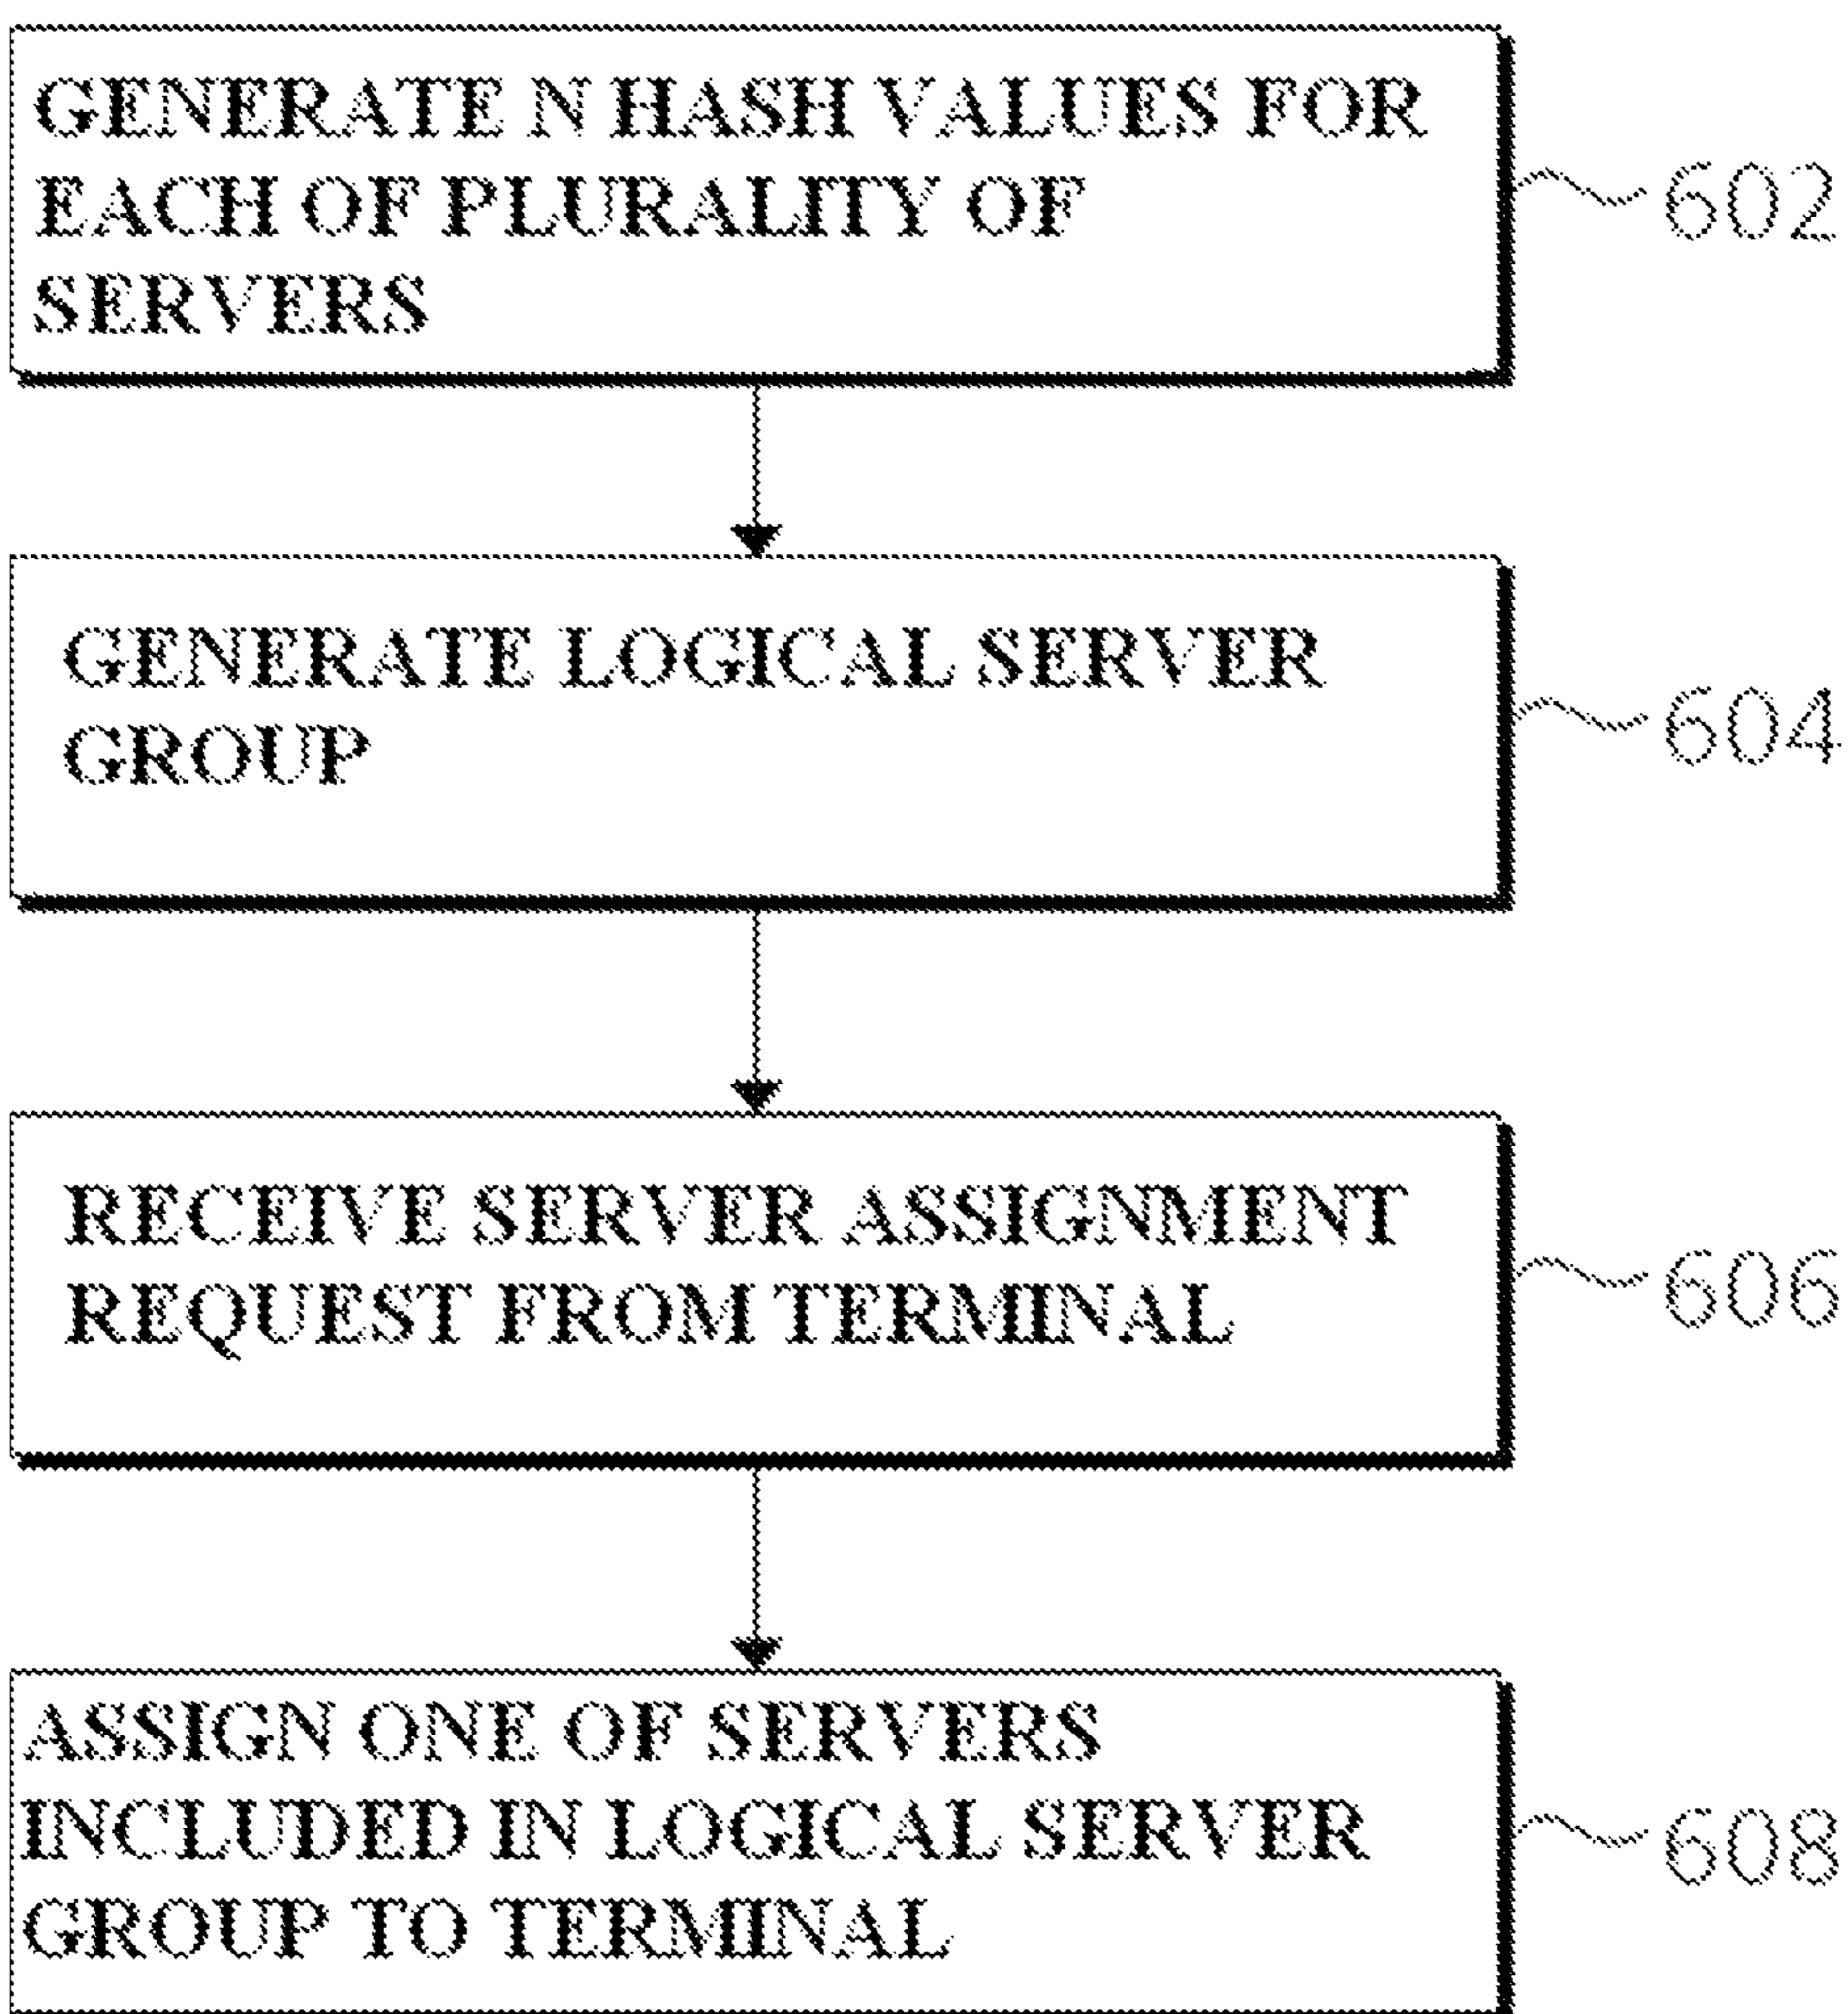 GENERATE N HASH VALUES FOR
EACH OF PLURALITY OF
SERVERS
602
GENERATE LOGICAL SERVER
GROUP
604
RECEIVE SERVER ASSIGNMENT
REQUEST FROM TERMINAL
606
ASSIGN ONE OF SERVERS
INCLUDED IN LOGICAL SERVER
GROUP TO TERMINAL
608